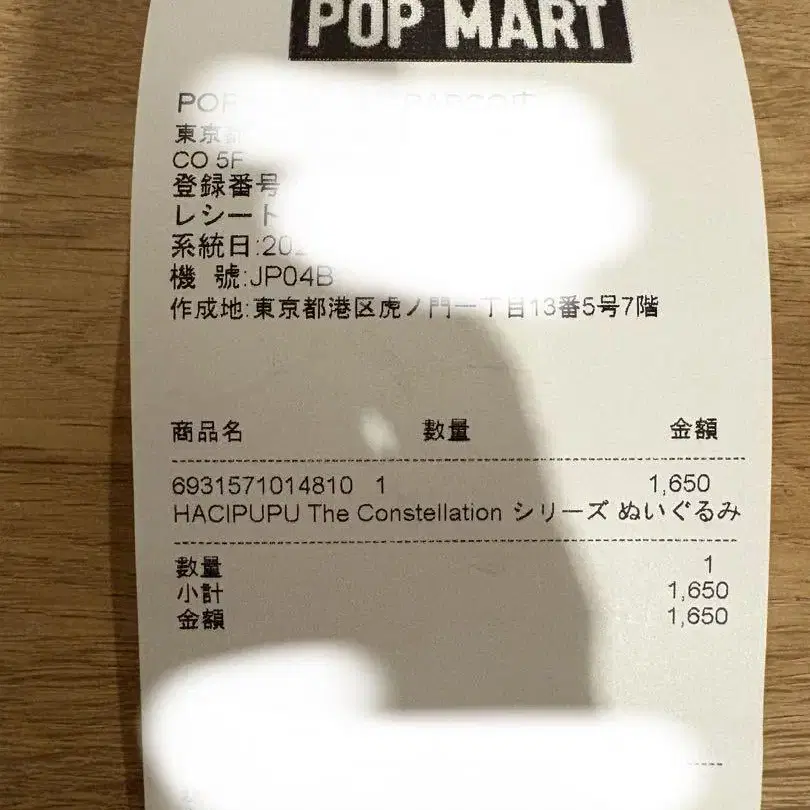 POP MART
東京都
CO 5F
登録番号
レシート
系統日:202
機 號:JP04B
作成地:東京都港区虎ノ門一丁目13番5号7階
商品名 數量 金額
6931571014810 1 1,650
HACIPUPU The Constellation シリーズ ぬいぐるみ
數量 1
小計 1,650
金額 1,650